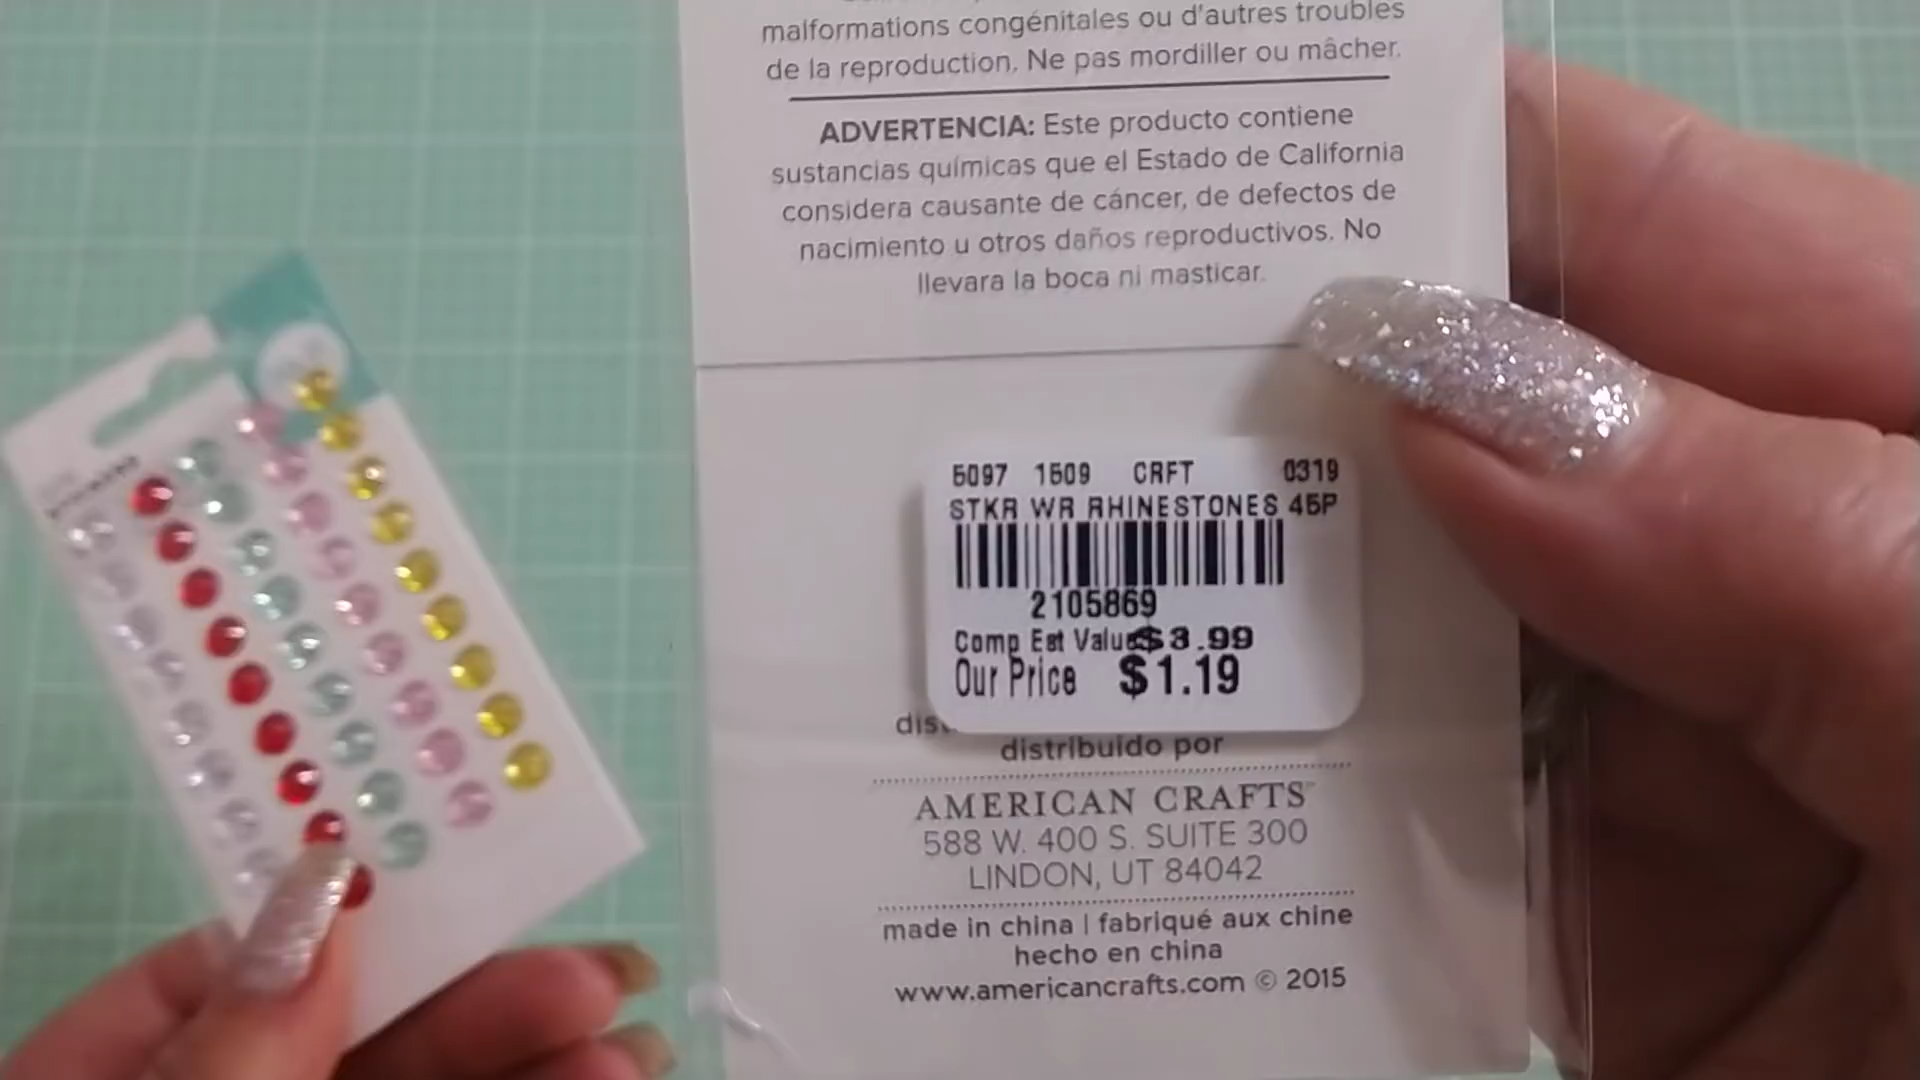 malformations congénitales ou d'autres troubles
de la reproduction. Ne pas mordiller ou mâcher.
ADVERTENCIA: Este producto contiene
sustancias químicas que el Estado de California
considera causante de cáncer, de defectos de
nacimiento u otros daños reproductivos. No
llevara la boca ni masticar.
5097 1509 CRFT 0319
STKR WR RHINESTONES 45P
2105869
Comp Est Value $3.99
Our Price $1.19
distribuido por
AMERICAN CRAFTS™
588 W. 400 S. SUITE 300
LINDON, UT 84042
made in china | fabriqué aux chine
hecho en china
www.americancrafts.com © 2015